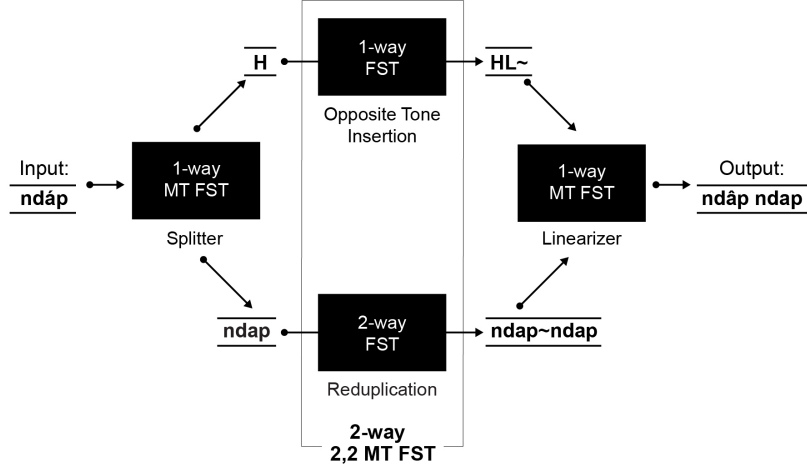 H
1-way
FST
HL~
Opposite Tone
Insertion
Input:
ndáp
1-way
MT FST
Splitter
1-way
MT FST
Linearizer
Output:
ndâp ndap
ndap
2-way
FST
ndap~ndap
Reduplication
2-way
2,2 MT FST